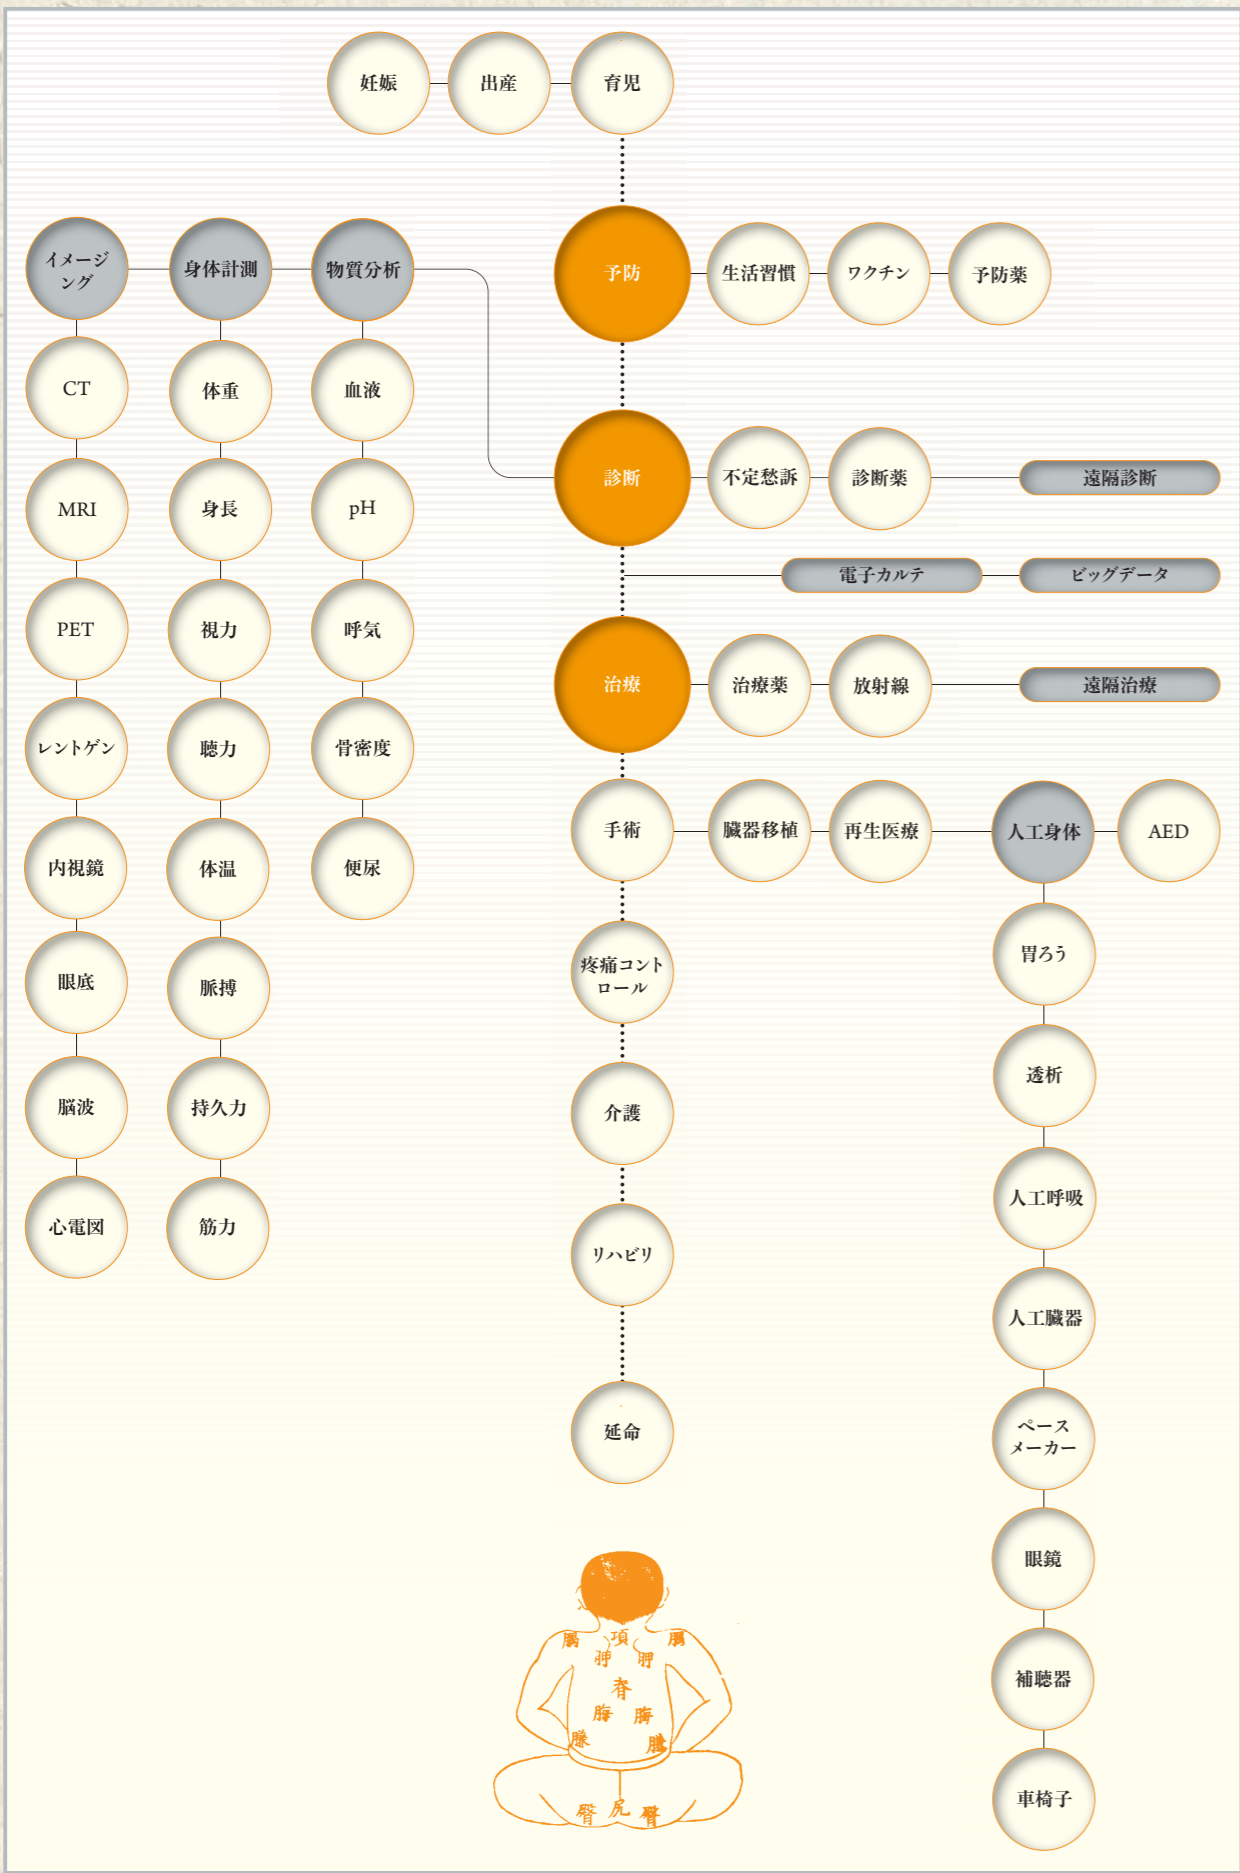 妊娠
出産
育児
イメージ
ング
身体計測
物質分析
予防
生活習慣
ワクチン
予防薬
CT
体重
血液
診断
不定愁訴
診断薬
遠隔診断
MRI
身長
pH
電子カルテ
ビッグデータ
PET
視力
呼気
治療
治療薬
放射線
遠隔治療
レントゲン
聴力
骨密度
手術
臓器移植
再生医療
人工身体
AED
内視鏡
体温
便尿
胃ろう
眼底
脈搏
疼痛コント
ロール
透析
脳波
持久力
介護
人工呼吸
心電図
筋力
リハビリ
人工臓器
延命
ペース
メーカー
眼鏡
補聴器
車椅子
項
胛
胛
脊
尻
臀